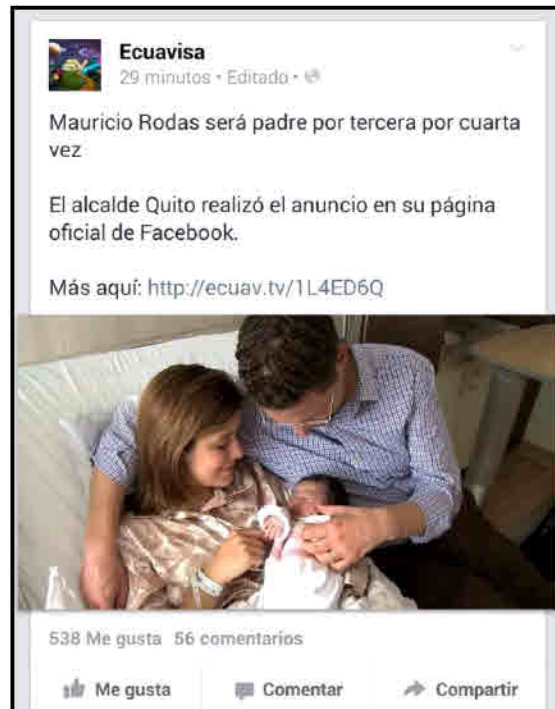 Ecuavisa
29 minutos • Editado •
Mauricio Rodas será padre por tercera por cuarta
vez
El alcalde Quito realizó el anuncio en su página
oficial de Facebook.
Más aquí: http://ecuav.tv/1L4ED6Q
538 Me gusta 56 comentarios
Me gusta Comentar Compartir